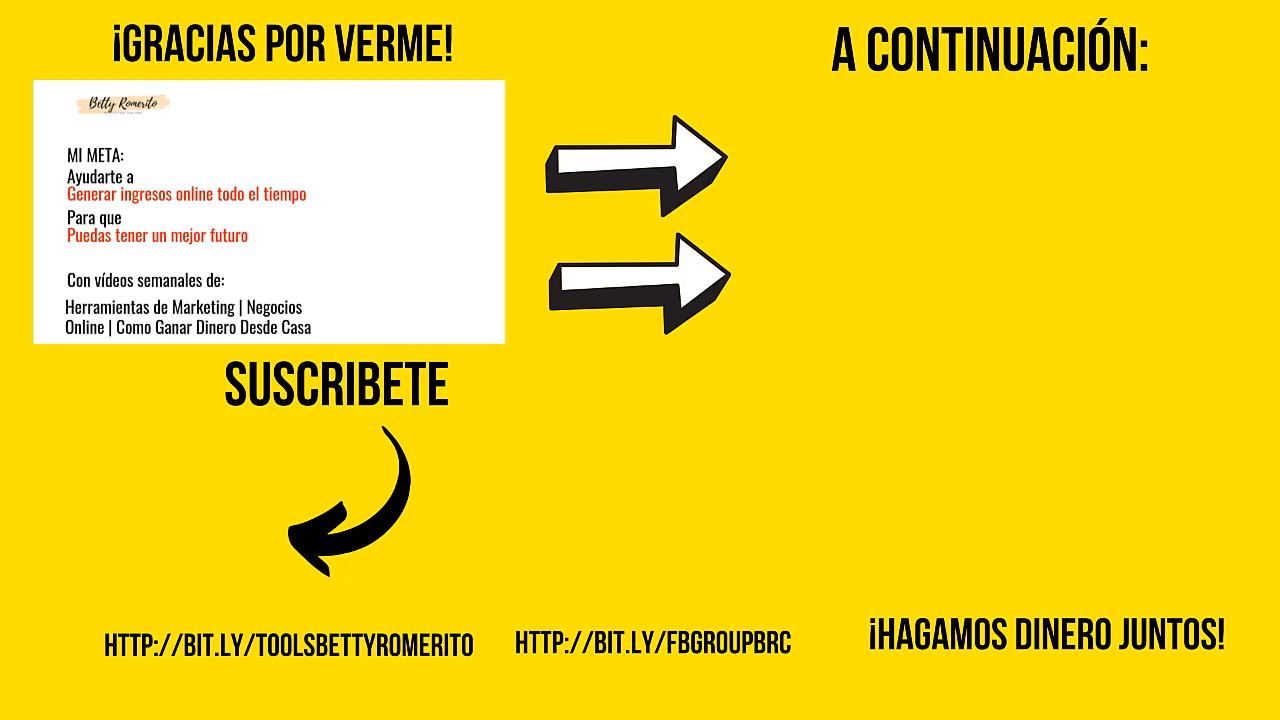 ¡GRACIAS POR VERME!
A CONTINUACIÓN:
Betty Romerito
MI META:
Ayudarte a
Generar ingresos online todo el tiempo
Para que
Puedas tener un mejor futuro
Con vídeos semanales de:
Herramientas de Marketing | Negocios
Online | Como Ganar Dinero Desde Casa
SUSCRIBETE
HTTP://BIT.LY/TOOLSBETTYROMERITO
HTTP://BIT.LY/FBGROUPBRC
¡HAGAMOS DINERO JUNTOS!